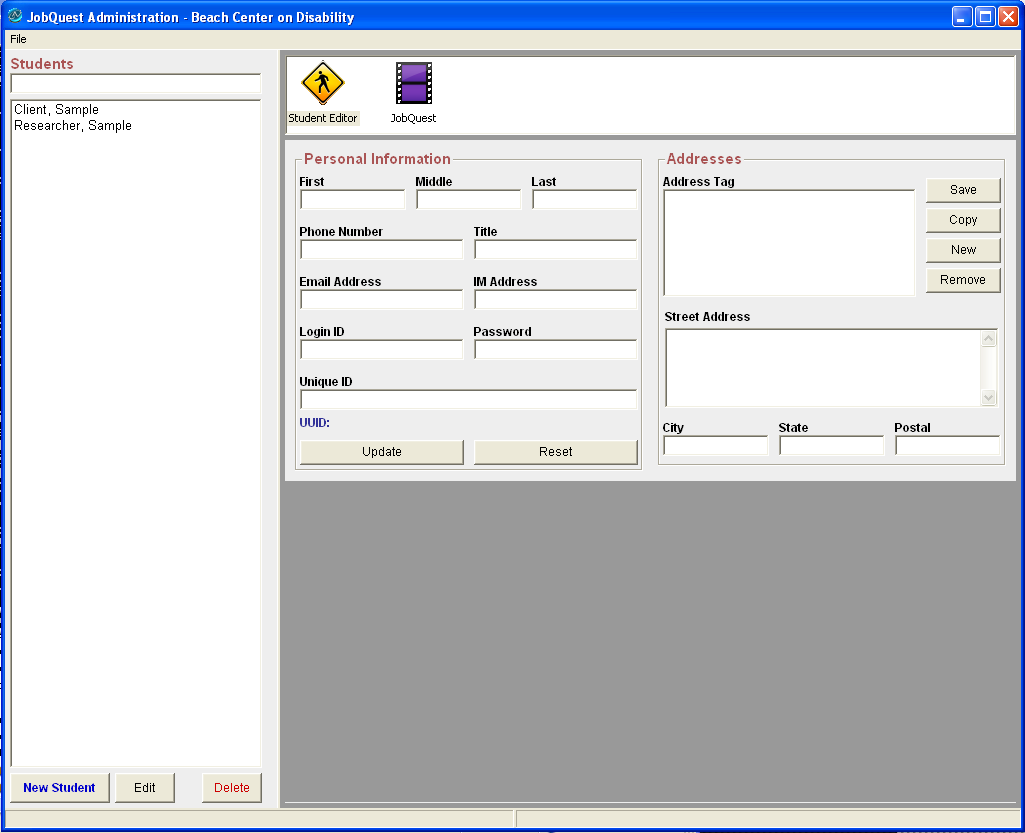 JobQuest Administration - Beach Center on Disability
File
Students
Client, Sample
Researcher, Sample
New Student Edit Delete
Student Editor JobQuest
Personal Information
First Middle Last
Phone Number Title
Email Address IM Address
Login ID Password
Unique ID
UUID:
Update Reset
Addresses
Address Tag
Save
Copy
New
Remove
Street Address
City State Postal